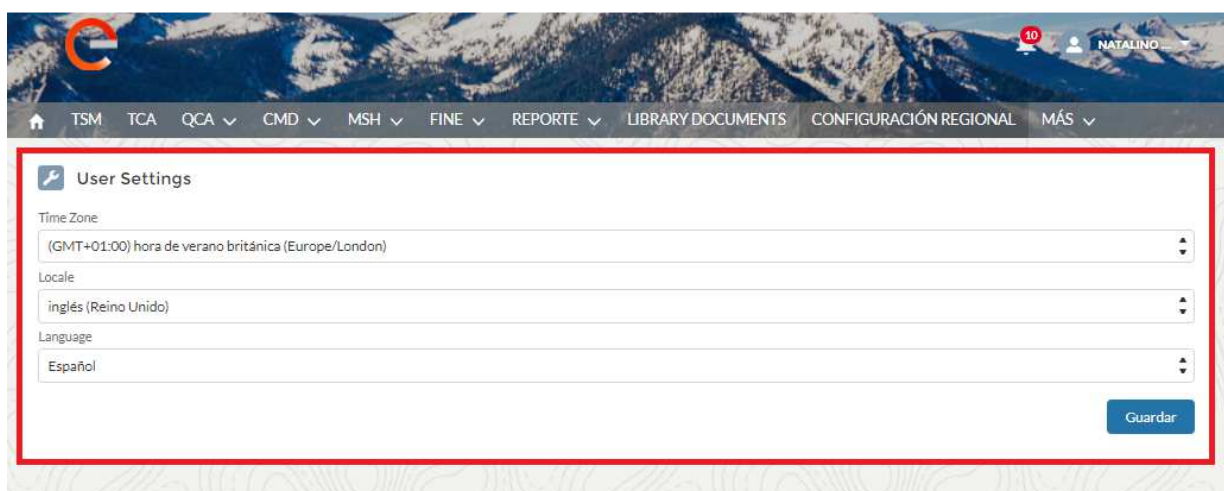 10
NATALINO ...
TSM TCA QCA CMD MSH FINE REPORTE LIBRARY DOCUMENTS CONFIGURACIÓN REGIONAL MÁS
User Settings
Time Zone
(GMT+01:00) hora de verano británica (Europe/London)
Locale
inglés (Reino Unido)
Language
Español
Guardar